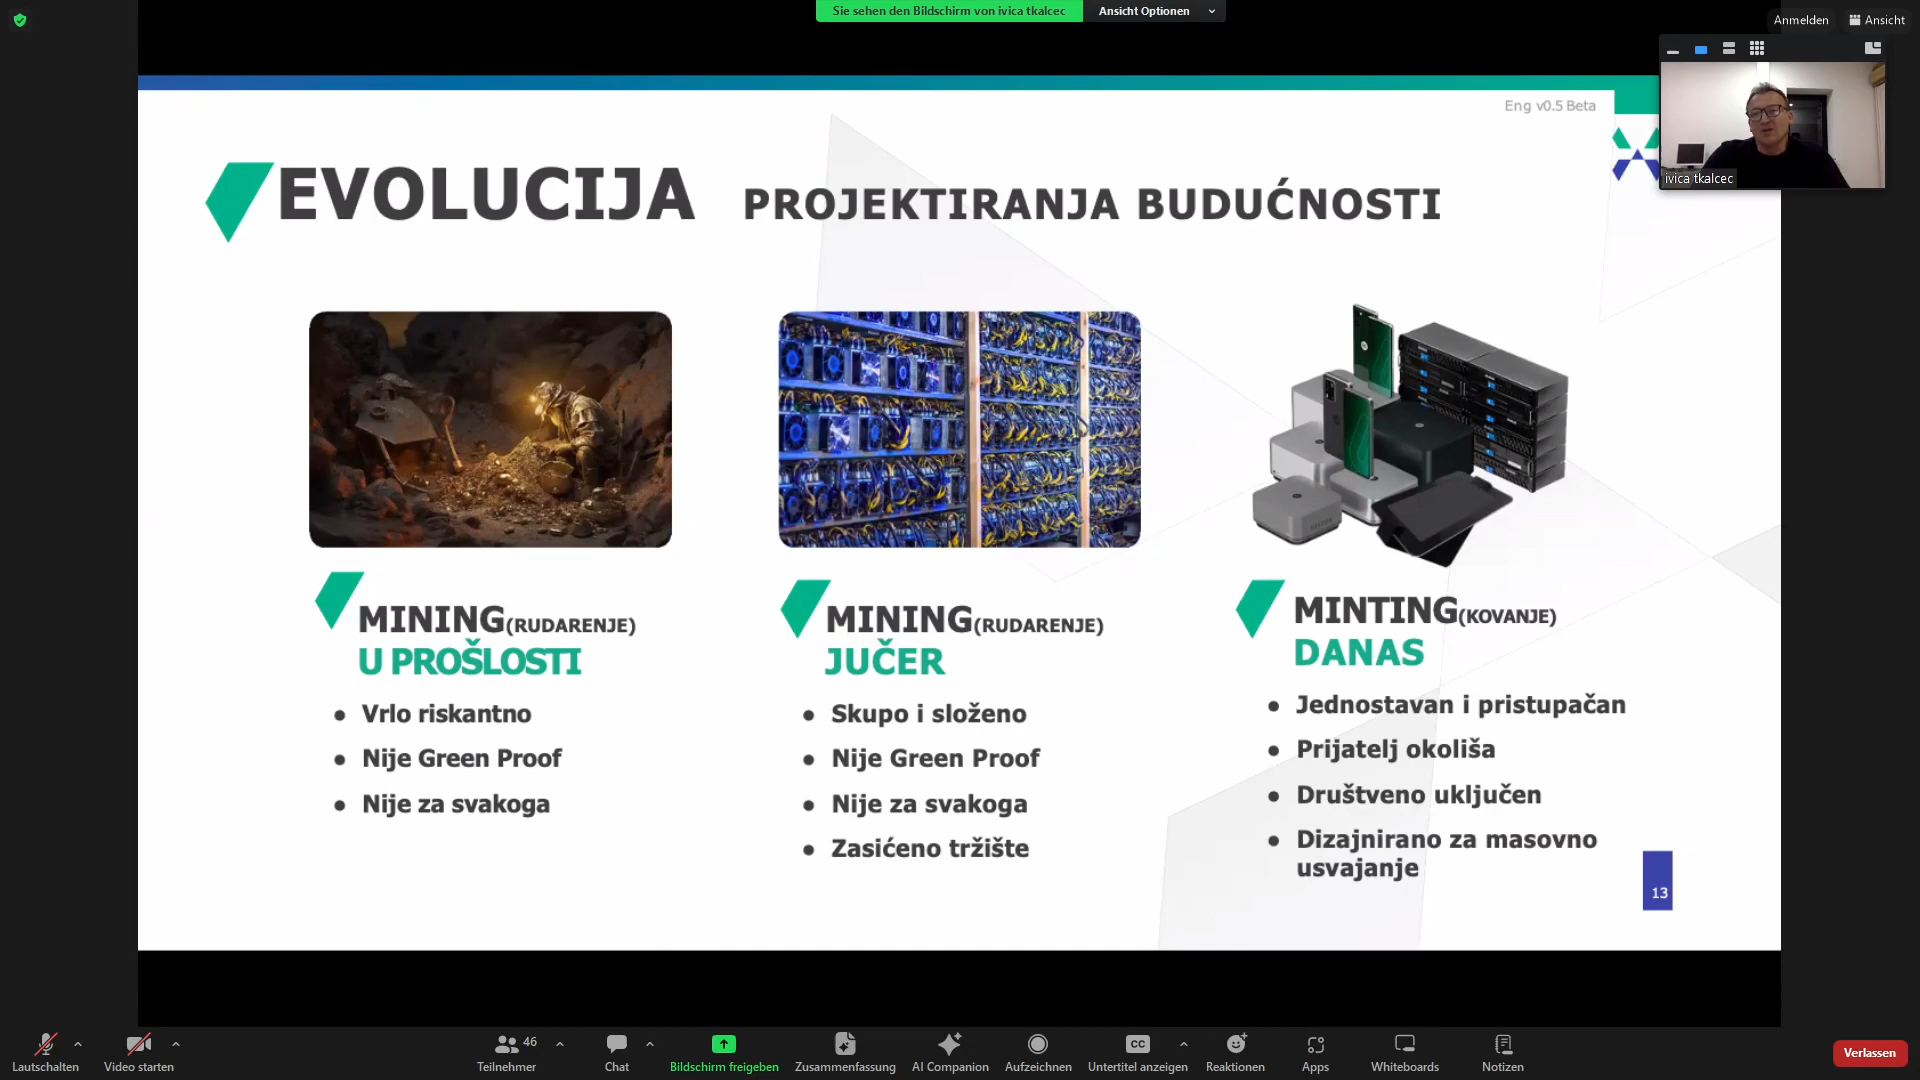 Sie sehen den Bildschirm von ivica tkalcec
Ansicht Optionen
Anmelden
Ansicht
ivica tkalcec
Eng v0.5 Beta
EVOLUCIJA PROJEKTIRANJA BUDUĆNOSTI
MINING(RUDARENJE)
U PROŠLOSTI
Vrlo riskantno
Nije Green Proof
Nije za svakoga
MINING(RUDARENJE)
JUČER
Skupo i složeno
Nije Green Proof
Nije za svakoga
Zasićeno tržište
MINTING(KOVANJE)
DANAS
Jednostavan i pristupačan
Prijatelj okoliša
Društveno uključen
Dizajnirano za masovno
usvajanje
13
Lautschalten
Video starten
46
Teilnehmer
Chat
Bildschirm freigeben
Zusammenfassung
AI Companion
Aufzeichnen
CC
Untertitel anzeigen
Reaktionen
Apps
Whiteboards
Notizen
Verlassen